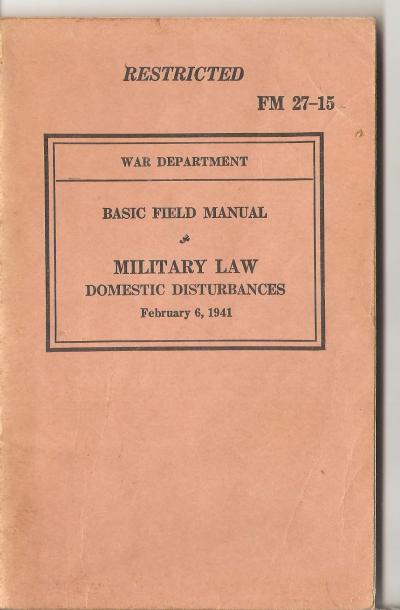 RESTRICTED
FM 27–15
WAR DEPARTMENT
BASIC FIELD MANUAL
MILITARY LAW
DOMESTIC DISTURBANCES
February 6, 1941